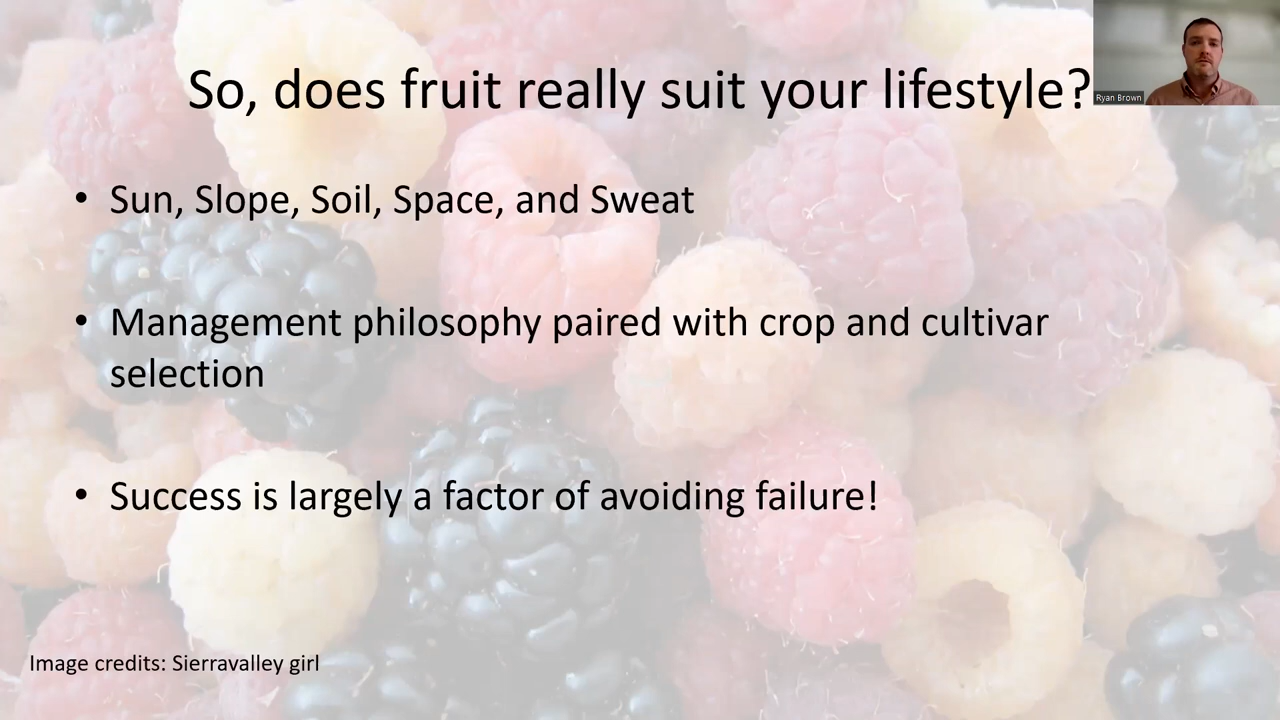 So, does fruit really suit your lifestyle?
Ryan Brown
• Sun, Slope, Soil, Space, and Sweat
• Management philosophy paired with crop and cultivar
selection
• Success is largely a factor of avoiding failure!
Image credits: Sierravalley girl